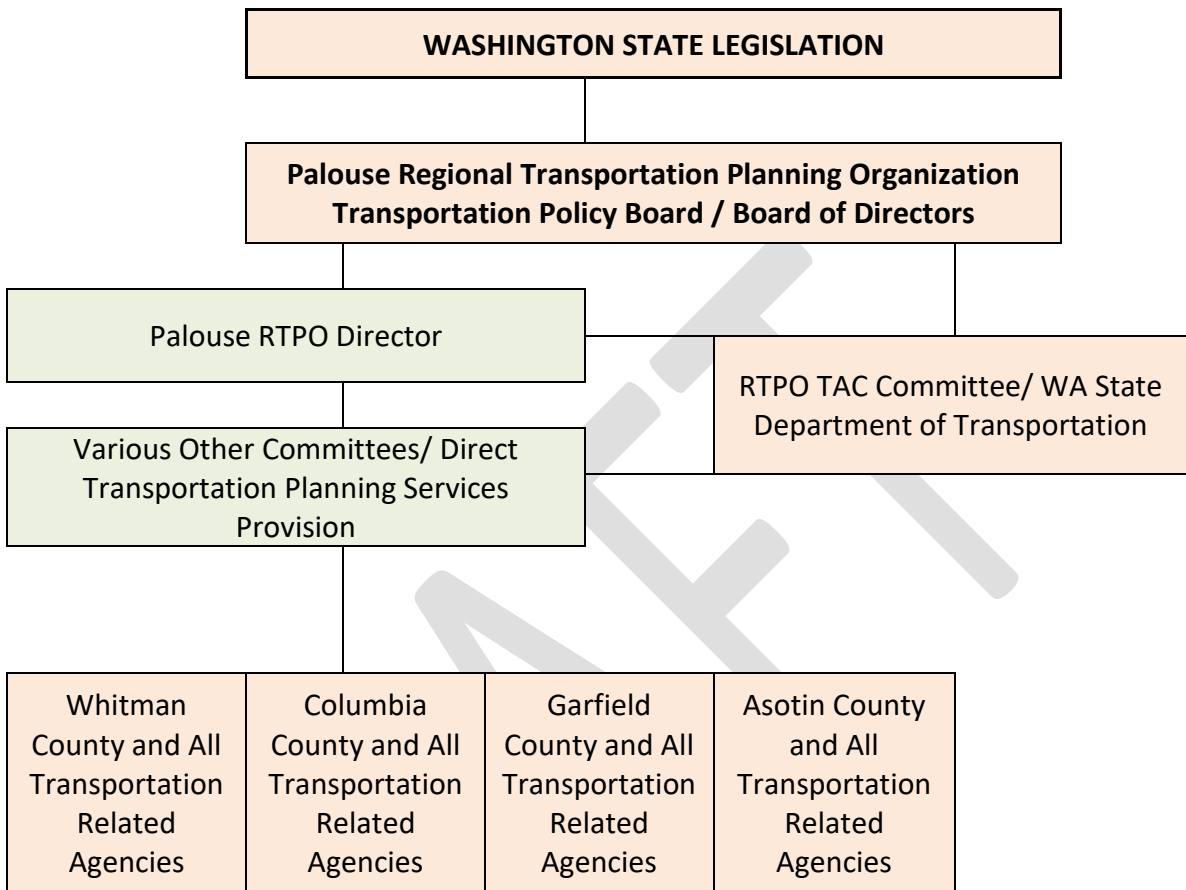 WASHINGTON STATE LEGISLATION
Palouse Regional Transportation Planning Organization
Transportation Policy Board / Board of Directors
Palouse RTPO Director
RTPO TAC Committee/ WA State
Department of Transportation
Various Other Committees/ Direct
Transportation Planning Services
Provision
Whitman
County and All
Transportation
Related
Agencies
Columbia
County and All
Transportation
Related
Agencies
Garfield
County and All
Transportation
Related
Agencies
Asotin County
and All
Transportation
Related
Agencies
AFT